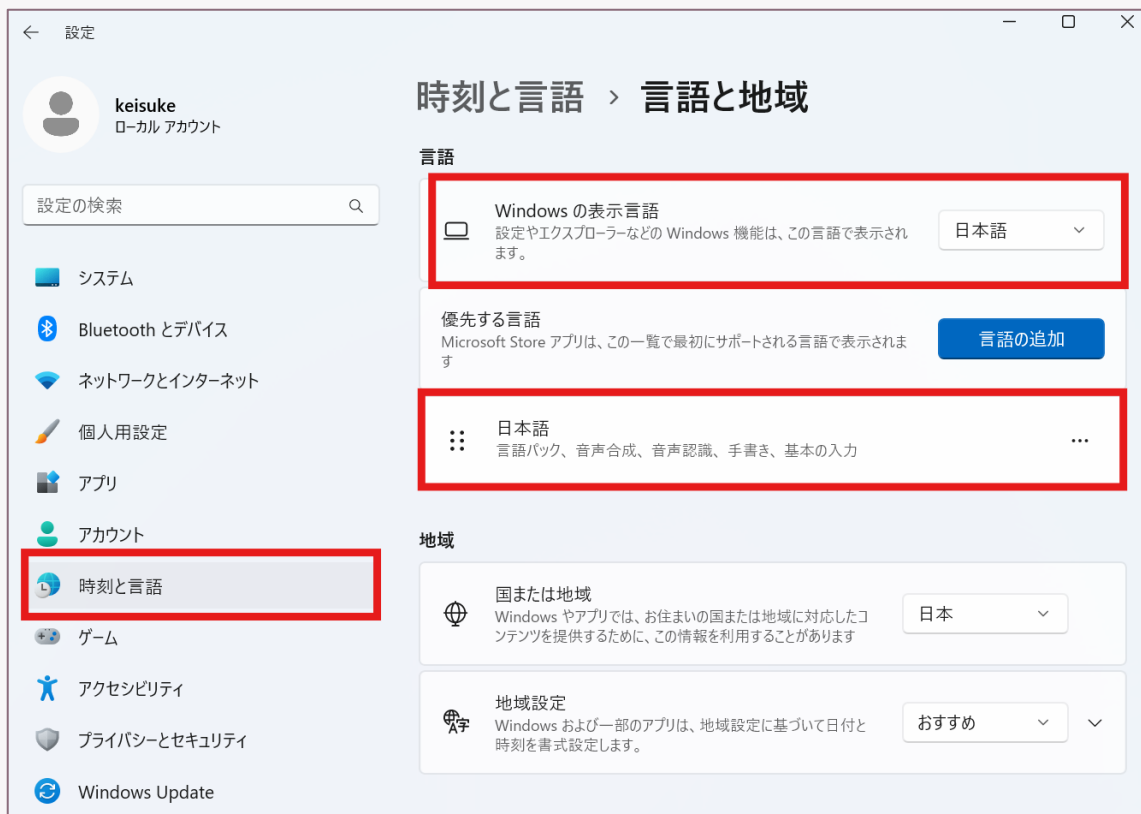 設定
keisuke
ローカル アカウント
設定の検索
システム
Bluetooth とデバイス
ネットワークとインターネット
個人用設定
アプリ
アカウント
時刻と言語
ゲーム
アクセシビリティ
プライバシーとセキュリティ
Windows Update
時刻と言語 › 言語と地域
言語
Windows の表示言語
設定やエクスプローラーなどの Windows 機能は、この言語で表示され
ます。
日本語
優先する言語
Microsoft Store アプリは、この一覧で最初にサポートされる言語で表示されま
す
言語の追加
日本語
言語パック、音声合成、音声認識、手書き、基本の入力
地域
国または地域
Windows やアプリでは、お住まいの国または地域に対応したコ
ンテンツを提供するために、この情報を利用することがあります
日本
地域設定
Windows および一部のアプリは、地域設定に基づいて日付と
時刻を書式設定します。
おすすめ